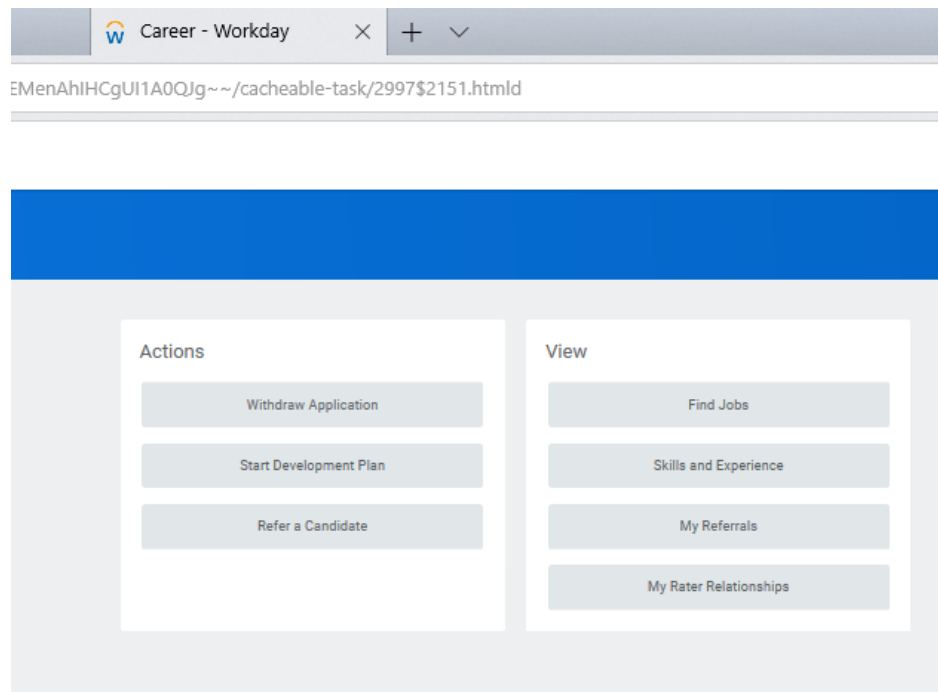 Career - Workday
EMenAhIHCgUI1A0QJg~~/cacheable-task/2997$2151.htmld
Actions
Withdraw Application
Start Development Plan
Refer a Candidate
View
Find Jobs
Skills and Experience
My Referrals
My Rater Relationships